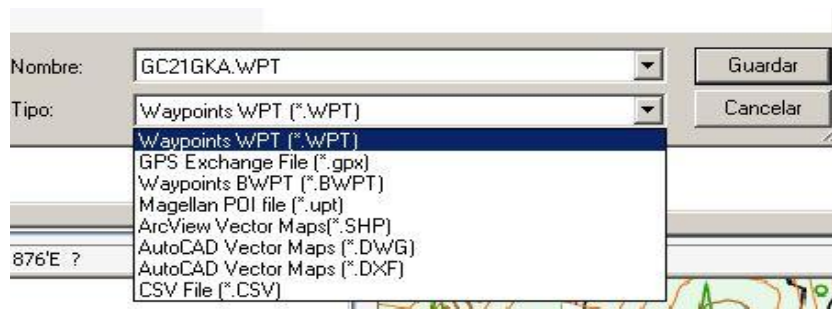 Nombre: GC21GKA.WPT Guardar
Tipo: Waypoints WPT (*.WPT) Cancelar
Waypoints WPT (*.WPT)
GPS Exchange File (*.gpx)
Waypoints BWPT (*.BWPT)
Magellan POI file (*.upt)
ArcView Vector Maps(*.SHP)
AutoCAD Vector Maps (*.DWG)
876'E ?
AutoCAD Vector Maps (*.DXF)
CSV File (*.CSV)